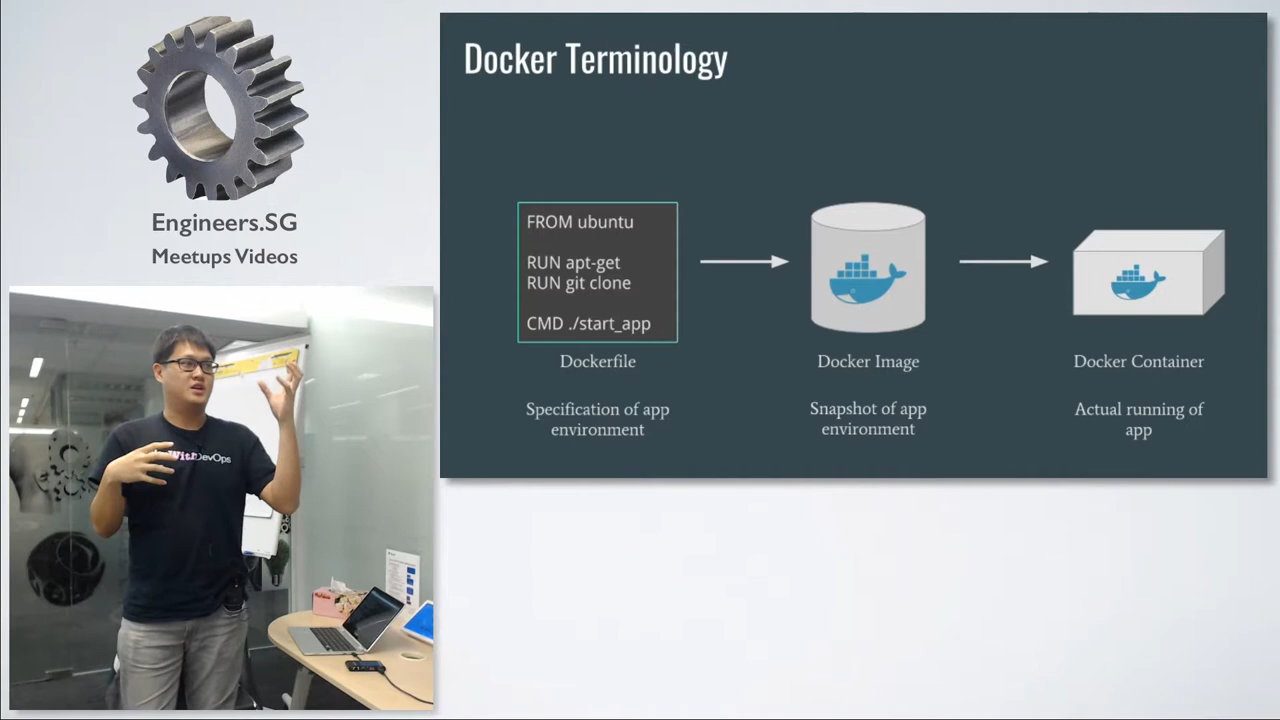 Engineers.SG
Meetups Videos
Docker Terminology
FROM ubuntu
RUN apt-get
RUN git clone
CMD ./start_app
Dockerfile
Specification of app
environment
Docker Image
Snapshot of app
environment
Docker Container
Actual running of
app
DevOps